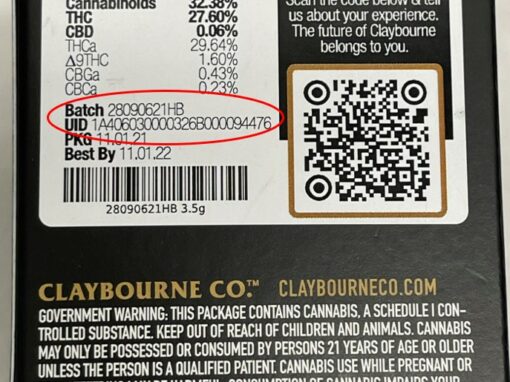 Cannabinoids 32.38%
THC 27.60%
CBD 0.06%
THCa 29.64%
Δ9THC 1.60%
CBGa 0.43%
CBCa 0.23%
Batch 28090621HB
UID 1A406030000326B000094476
PKG 11.01.21
Best By 11.01.22
28090621HB 3.5g
Scan the code below & tell
us about your experience.
The future of Claybourne
belongs to you.
CLAYBOURNE CO.™ CLAYBOURNECO.COM
GOVERNMENT WARNING: THIS PACKAGE CONTAINS CANNABIS, A SCHEDULE I CON-
TROLLED SUBSTANCE. KEEP OUT OF REACH OF CHILDREN AND ANIMALS. CANNABIS
MAY ONLY BE POSSESSED OR CONSUMED BY PERSONS 21 YEARS OF AGE OR OLDER
UNLESS THE PERSON IS A QUALIFIED PATIENT. CANNABIS USE WHILE PREGNANT OR
CONSUMPTION OF CANNABIS IMPAIRS YOUR